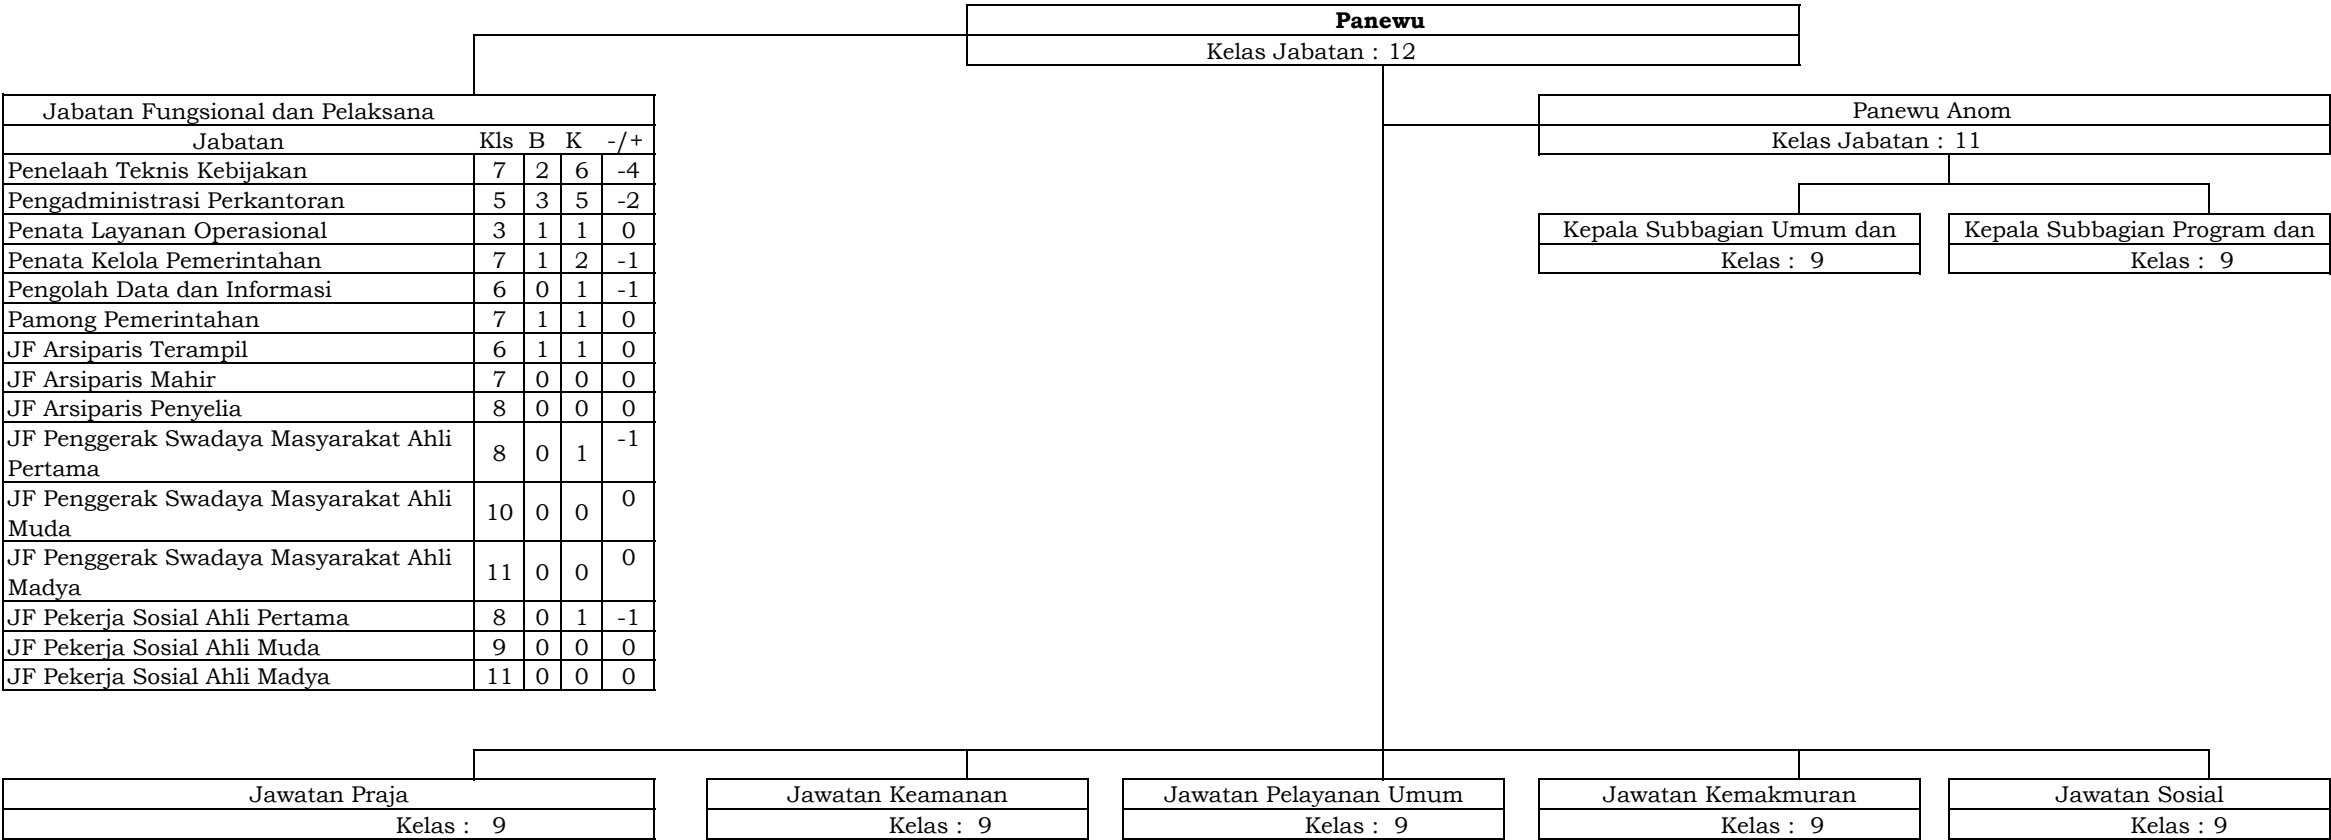 Panewu
Kelas Jabatan : 12
Jabatan Fungsional dan Pelaksana
Jabatan Kls B K -/+
Penelaah Teknis Kebijakan 7 2 6 -4
Pengadministrasi Perkantoran 5 3 5 -2
Penata Layanan Operasional 3 1 1 0
Penata Kelola Pemerintahan 7 1 2 -1
Pengolah Data dan Informasi 6 0 1 -1
Pamong Pemerintahan 7 1 1 0
JF Arsiparis Terampil 6 1 1 0
JF Arsiparis Mahir 7 0 0 0
JF Arsiparis Penyelia 8 0 0 0
JF Penggerak Swadaya Masyarakat Ahli
Pertama 8 0 1 -1
JF Penggerak Swadaya Masyarakat Ahli
Muda 10 0 0 0
JF Penggerak Swadaya Masyarakat Ahli
Madya 11 0 0 0
JF Pekerja Sosial Ahli Pertama 8 0 1 -1
JF Pekerja Sosial Ahli Muda 9 0 0 0
JF Pekerja Sosial Ahli Madya 11 0 0 0
Panewu Anom
Kelas Jabatan : 11
Kepala Subbagian Umum dan
Kelas : 9
Kepala Subbagian Program dan
Kelas : 9
Jawatan Praja
Kelas : 9
Jawatan Keamanan
Kelas : 9
Jawatan Pelayanan Umum
Kelas : 9
Jawatan Kemakmuran
Kelas : 9
Jawatan Sosial
Kelas : 9